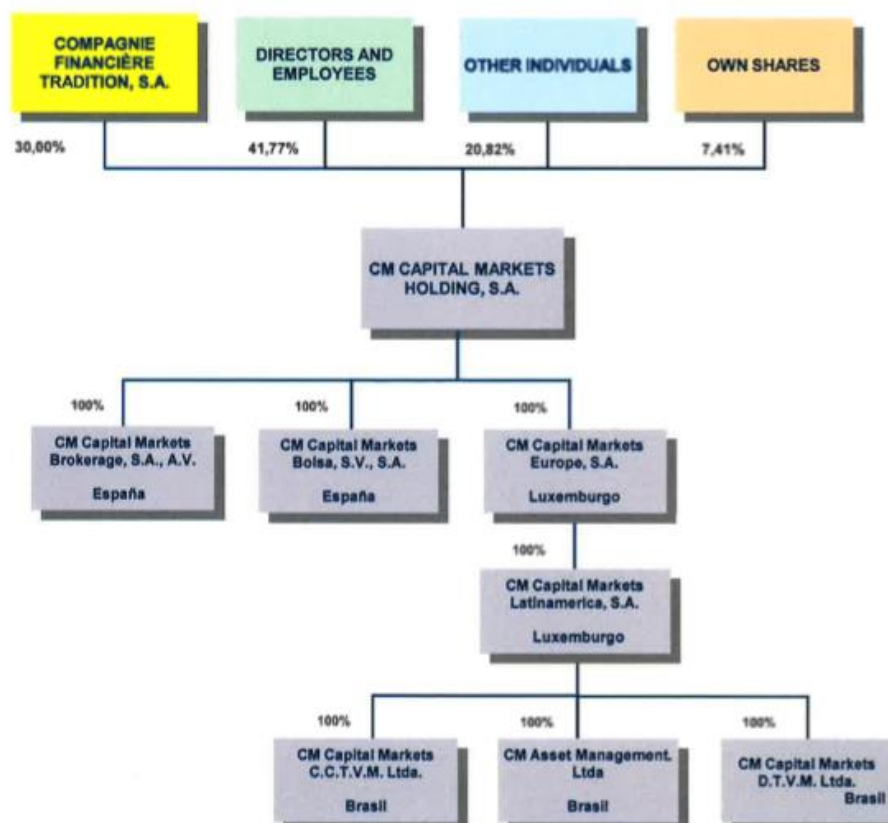 COMPAGNIE
FINANCIÈRE
TRADITION, S.A.
DIRECTORS AND
EMPLOYEES
OTHER INDIVIDUALS
OWN SHARES
30,00%
41,77%
20,82%
7,41%
CM CAPITAL MARKETS
HOLDING, S.A.
100%
100%
100%
CM Capital Markets
Brokerage, S.A., A.V.
España
CM Capital Markets
Bolsa, S.V., S.A.
España
CM Capital Markets
Europe, S.A.
Luxemburgo
100%
CM Capital Markets
Latinamerica, S.A.
Luxemburgo
100%
100%
100%
CM Capital Markets
C.C.T.V.M. Ltda.
Brasil
CM Asset Management.
Ltda
Brasil
CM Capital Markets
D.T.V.M. Ltda.
Brasil